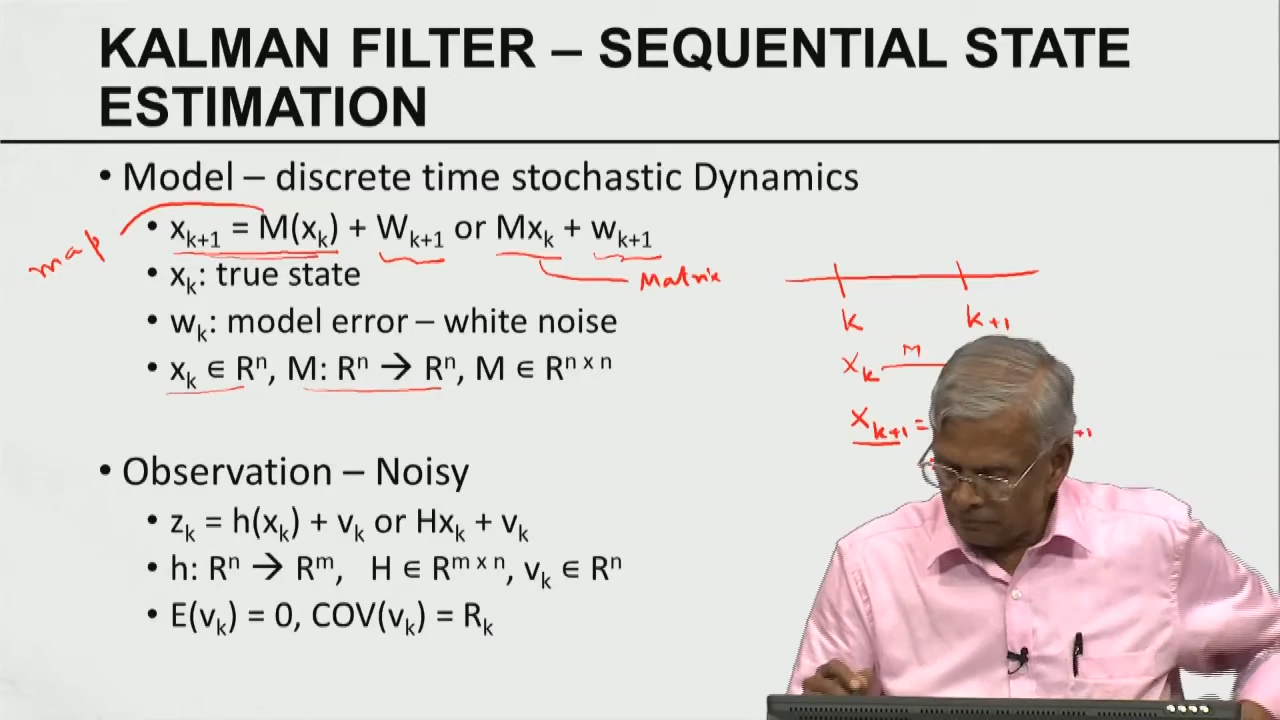 KALMAN FILTER – SEQUENTIAL STATE
ESTIMATION
• Model – discrete time stochastic Dynamics
map
• xₖ₊₁ = M(xₖ) + Wₖ₊₁ or Mxₖ + wₖ₊₁
• xₖ: true state
Matrix
• wₖ: model error – white noise
k k+1
• xₖ ∈ Rⁿ, M: Rⁿ → Rⁿ, M ∈ Rⁿ ˣ ⁿ
xₖ M
xₖ₊₁ = +1
• Observation – Noisy
• zₖ = h(xₖ) + vₖ or Hxₖ + vₖ
• h: Rⁿ → Rᵐ, H ∈ Rᵐ ˣ ⁿ, vₖ ∈ Rⁿ
• E(vₖ) = 0, COV(vₖ) = Rₖ